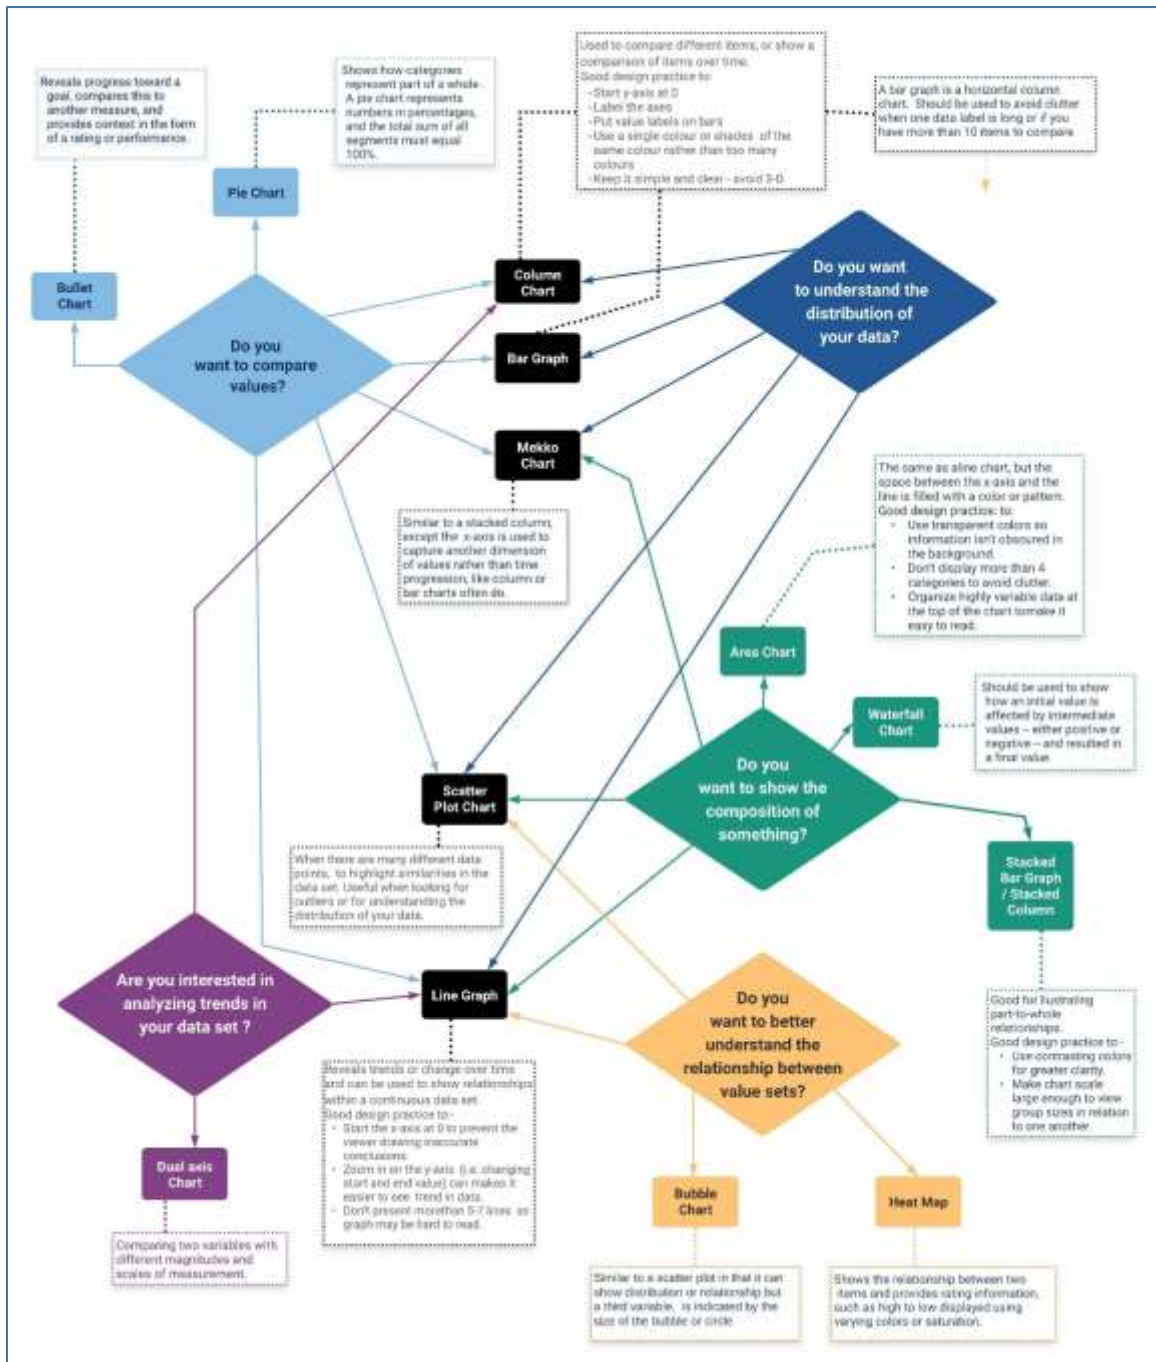 Used to compare different items, or show a
comparison of items over time.
Good design practice to:
-Start y-axis at 0
-Label the axes
-Put value labels on bars
-Use a single colour or shades of the
same colour rather than too many
colours
-Keep it simple and clear - avoid 3-D
Reveals progress toward a
goal, compares this to
another measure, and
provides context in the form
of a rating or performance.
Shows how categories
represent part of a whole.
A pie chart represents
numbers in percentages,
and the total sum of all
segments must equal
100%.
A bar graph is a horizontal column
chart. Should be used to avoid clutter
when one data label is long or if you
have more than 10 items to compare
Pie Chart
Bullet
Chart
Column
Chart
Do you want
to understand the
distribution of
your data?
Do you
want to compare
values?
Bar Graph
Mekko
Chart
Similar to a stacked column,
except the x-axis is used to
capture another dimension
of values rather than time
progression, like column or
bar charts often do.
The same as aline chart, but the
space between the x-axis and the
line is filled with a color or pattern.
Good design practice: to:
• Use transparent colors so
information isn't obscured in
the background.
• Don't display more than 4
categories to avoid clutter.
• Organize highly variable data at
the top of the chart tomake it
easy to read.
Area Chart
Waterfall
Chart
Should be used to show
how an initial value is
affected by intermediate
values – either positive or
negative – and resulted in
a final value.
Do you
want to show the
composition of
something?
Scatter
Plot Chart
When there are many different data
points, to highlight similarities in the
data set. Useful when looking for
outliers or for understanding the
distribution of your data.
Stacked
Bar Graph
/ Stacked
Column
Good for llustrating
part-to-whole
relationships.
Good design practice to:-
• Use contrasting colors
for greater clarity.
• Make chart scale
large enough to view
group sizes in relation
to one another.
Are you interested in
analyzing trends in
your data set ?
Line Graph
Do you
want to better
understand the
relationship between
value sets?
Reveals trends or change over time
and can be used to show relationships
within a continuous data set.
Good design practice to:-
• Start the x-axis at 0 to prevent the
viewer drawing inaccurate
conclusions.
• Zoom in on the y-axis (i.e. changing
start and end value) can makes it
easier to see trend in data.
• Don't present morethan 5-7 lines as
graph may be hard to read.
Dual axis
Chart
Comparing two variables with
different magnitudes and
scales of measurement.
Bubble
Chart
Heat Map
Similar to a scatter plot in that it can
show distribution or relationship but
a third variable, is indicated by the
size of the bubble or circle
Shows the relationship between two
items and provides rating information,
such as high to low displayed using
varying colors or saturation.